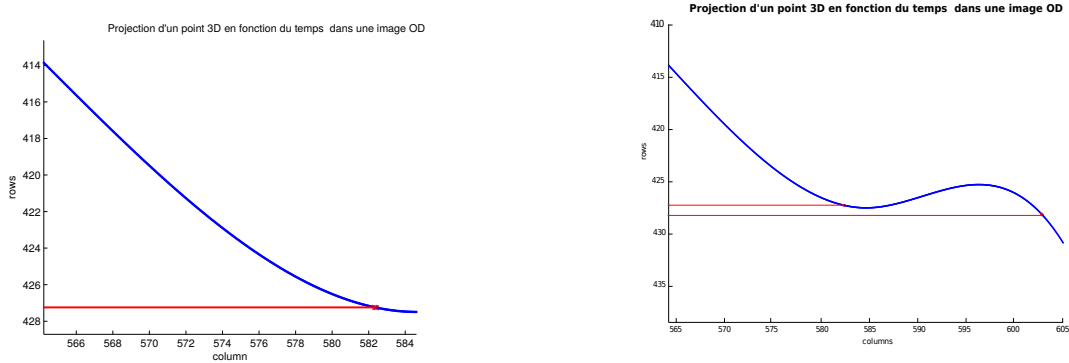 Projection d'un point 3D en fonction du temps dans une image OD
414
416
418
420
422
424
426
428
rows
566 568 570 572 574 576 578 580 582 584
column
Projection d'un point 3D en fonction du temps dans une image OD
410
415
420
425
430
435
rows
565 570 575 580 585 590 595 600 605
columns